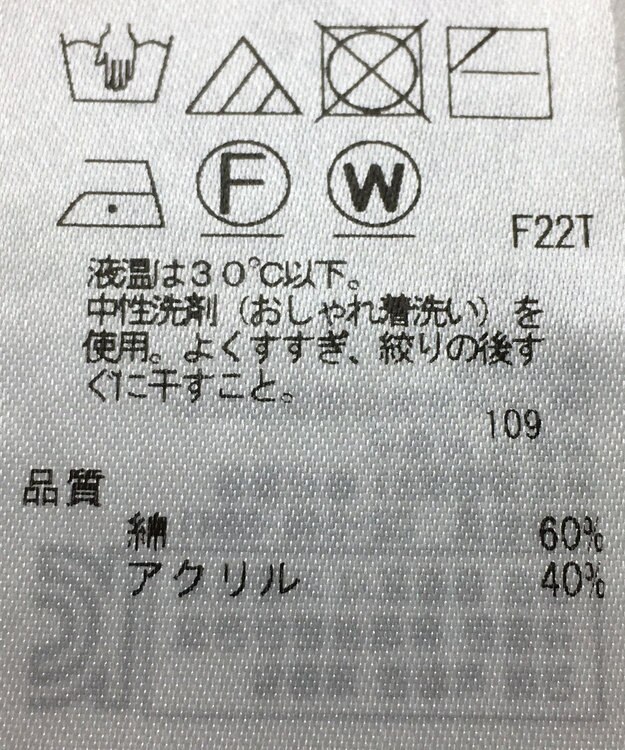 F W
F22T
液温は30℃以下。
中性洗剤（おしゃれ着洗い）を
使用。よくすすぎ、絞りの後す
ぐに干すこと。
109
品質
綿 60%
アクリル 40%